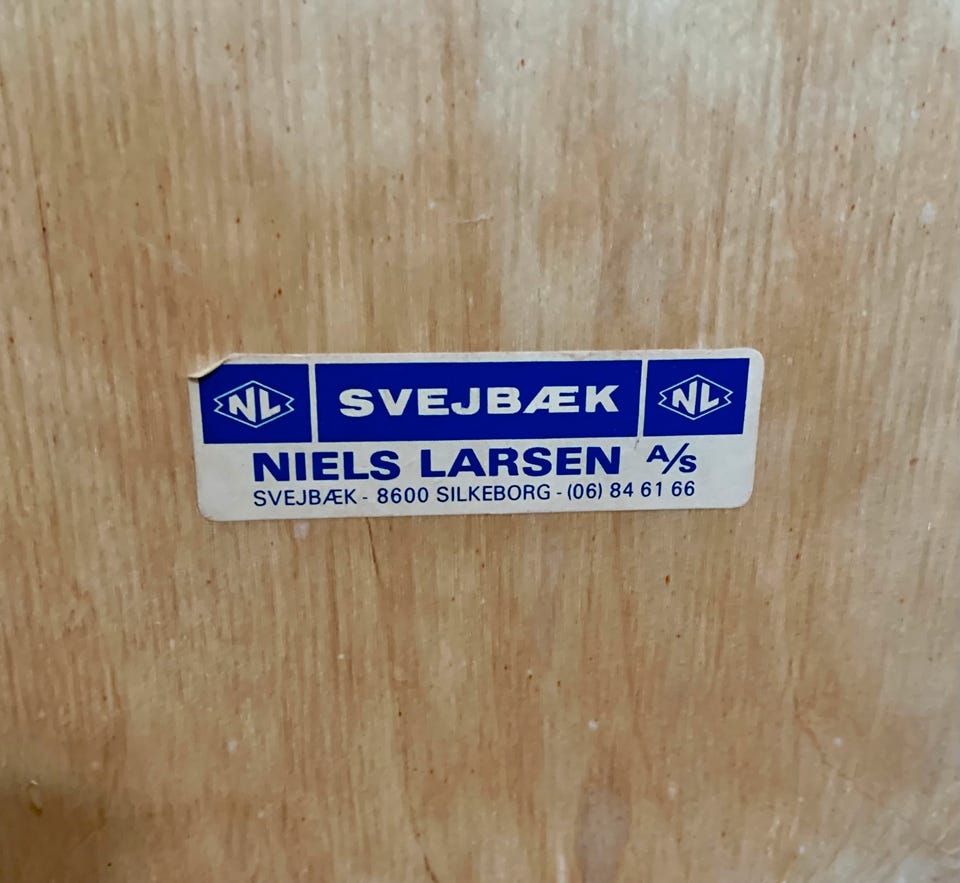 NL SVEJBÆK NL
NIELS LARSEN A/S
SVEJBÆK - 8600 SILKEBORG - (06) 84 61 66